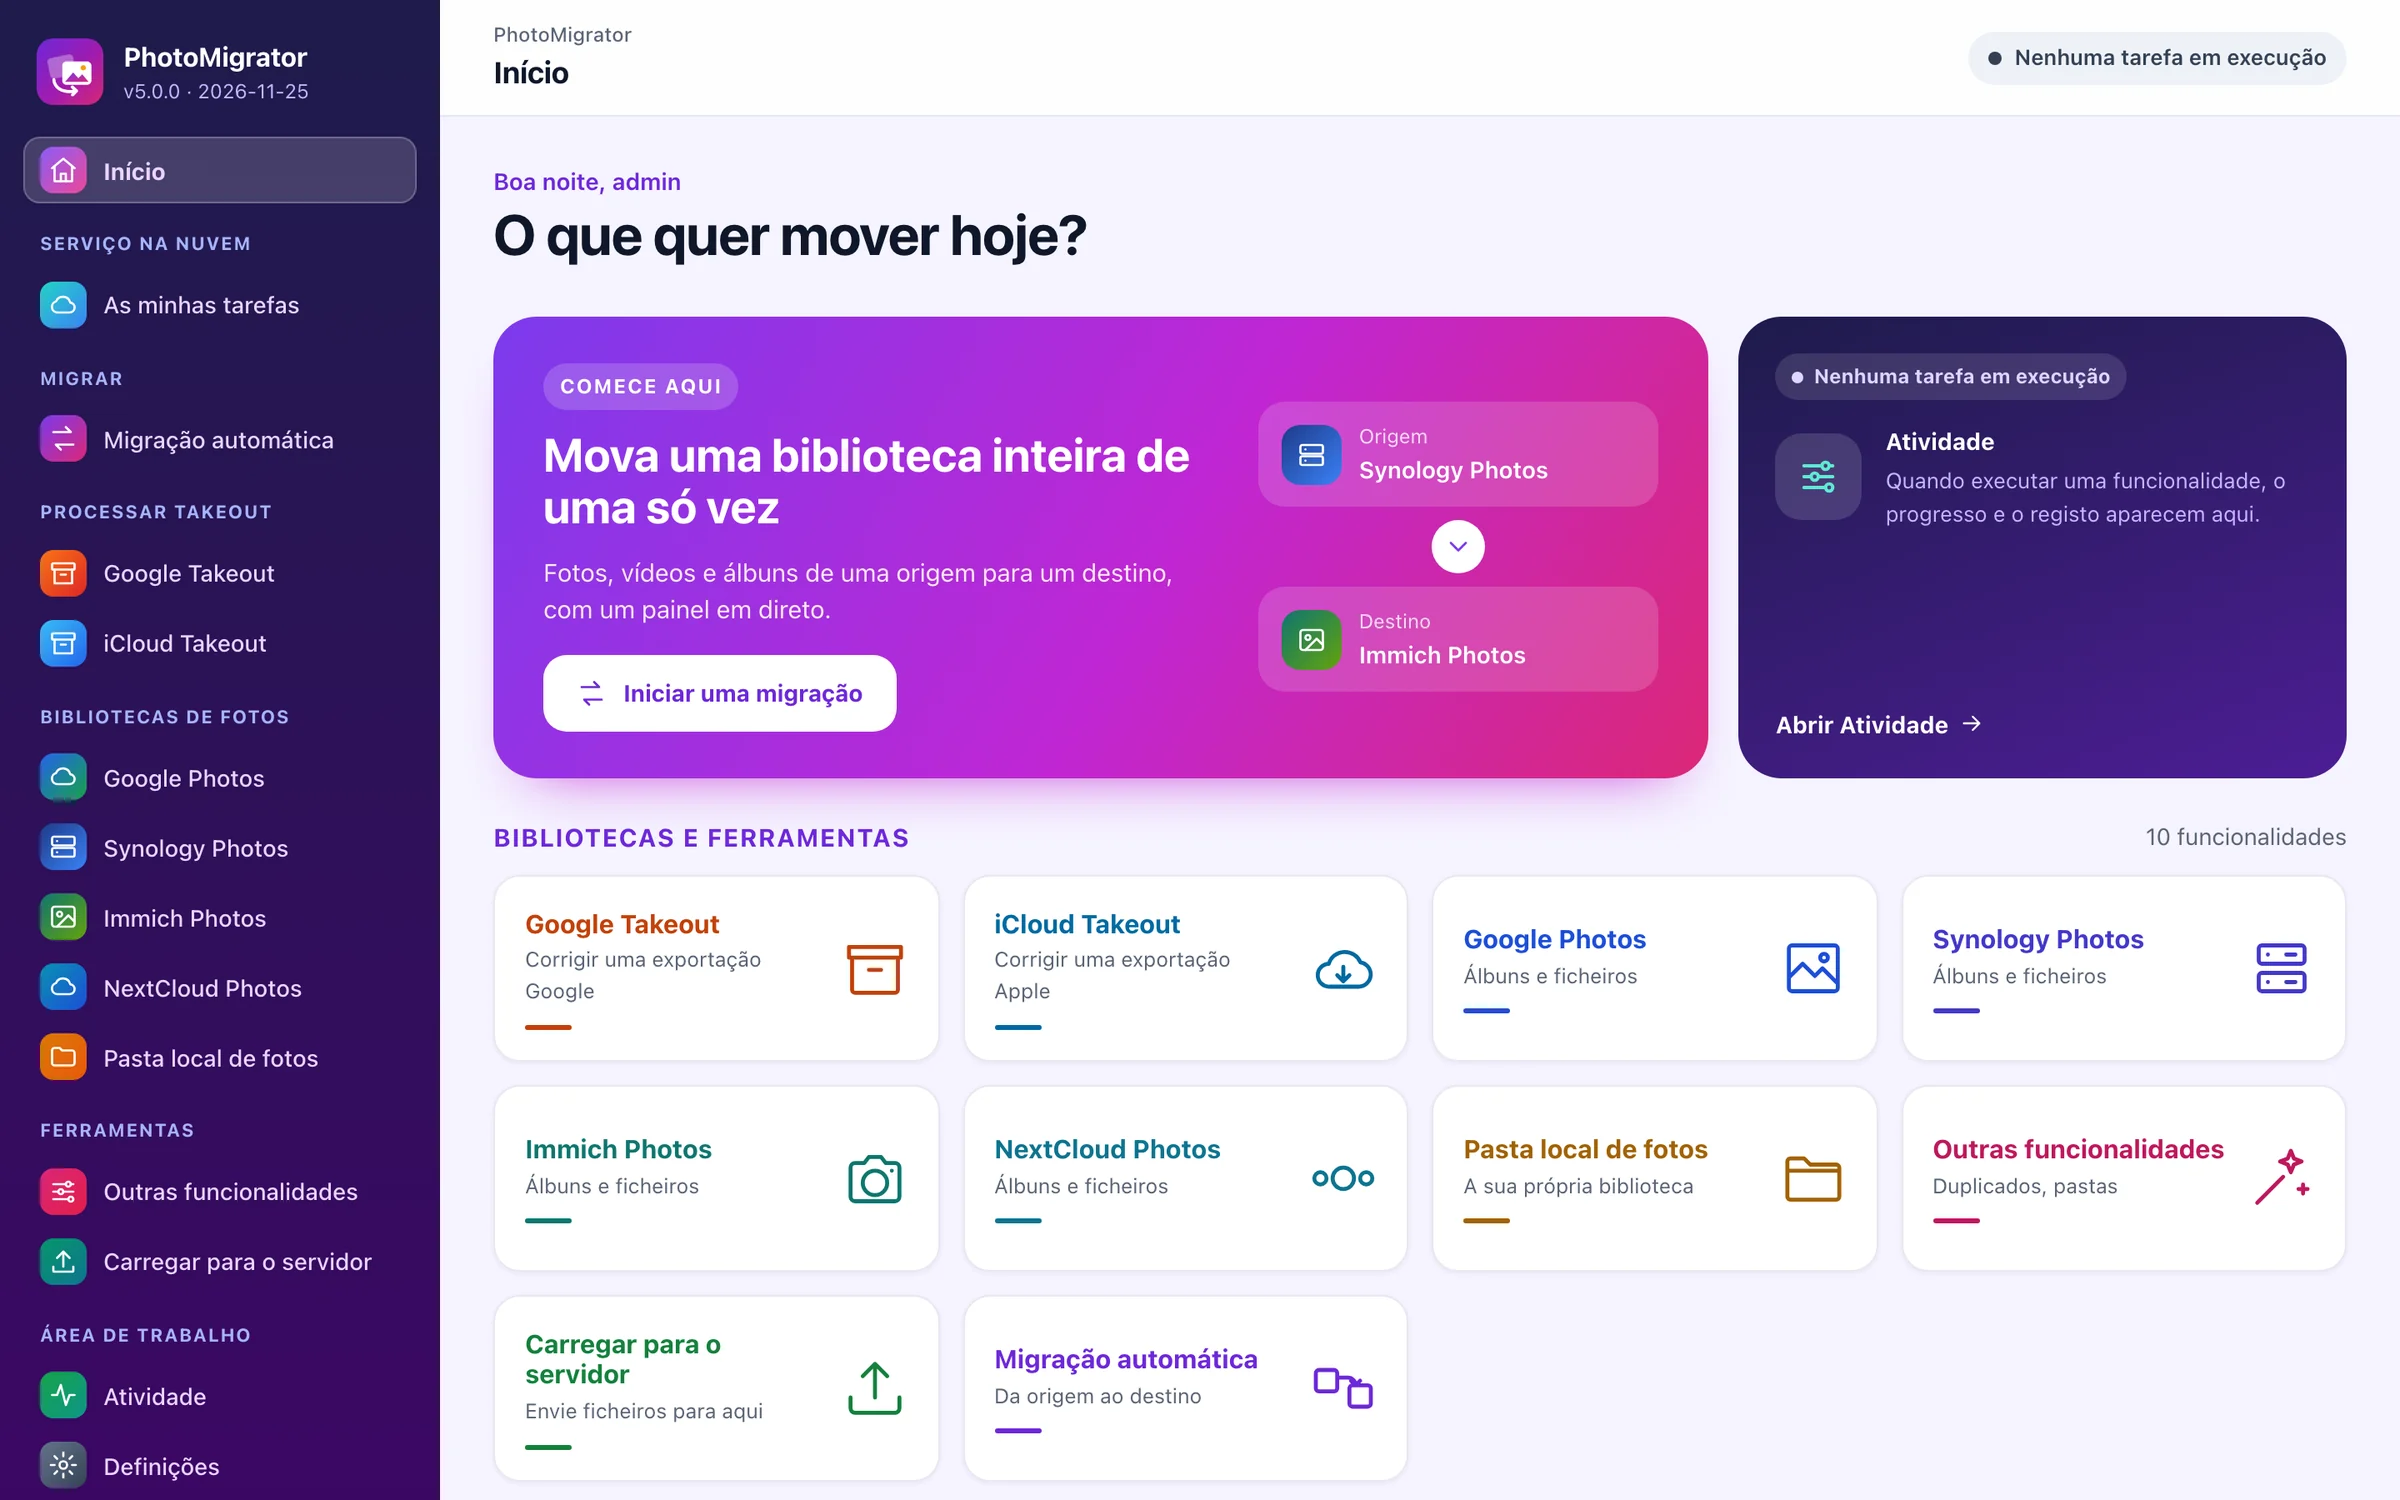 PhotoMigrator
v5.0.0 · 2026-11-25
Início
SERVIÇO NA NUVEM
As minhas tarefas
MIGRAR
Migração automática
PROCESSAR TAKEOUT
Google Takeout
iCloud Takeout
BIBLIOTECAS DE FOTOS
Google Photos
Synology Photos
Immich Photos
NextCloud Photos
Pasta local de fotos
FERRAMENTAS
Outras funcionalidades
Carregar para o servidor
ÁREA DE TRABALHO
Atividade
Definições
PhotoMigrator
Início
Nenhuma tarefa em execução
Boa noite, admin
O que quer mover hoje?
COMECE AQUI
Mova uma biblioteca inteira de
uma só vez
Fotos, vídeos e álbuns de uma origem para um destino,
com um painel em direto.
Iniciar uma migração
Origem
Synology Photos
Destino
Immich Photos
Nenhuma tarefa em execução
Atividade
Quando executar uma funcionalidade, o
progresso e o registo aparecem aqui.
Abrir Atividade
BIBLIOTECAS E FERRAMENTAS
10 funcionalidades
Google Takeout
Corrigir uma exportação
Google
iCloud Takeout
Corrigir uma exportação
Apple
Google Photos
Álbuns e ficheiros
Synology Photos
Álbuns e ficheiros
Immich Photos
Álbuns e ficheiros
NextCloud Photos
Álbuns e ficheiros
Pasta local de fotos
A sua própria biblioteca
Outras funcionalidades
Duplicados, pastas
Carregar para o
servidor
Envie ficheiros para aqui
Migração automática
Da origem ao destino